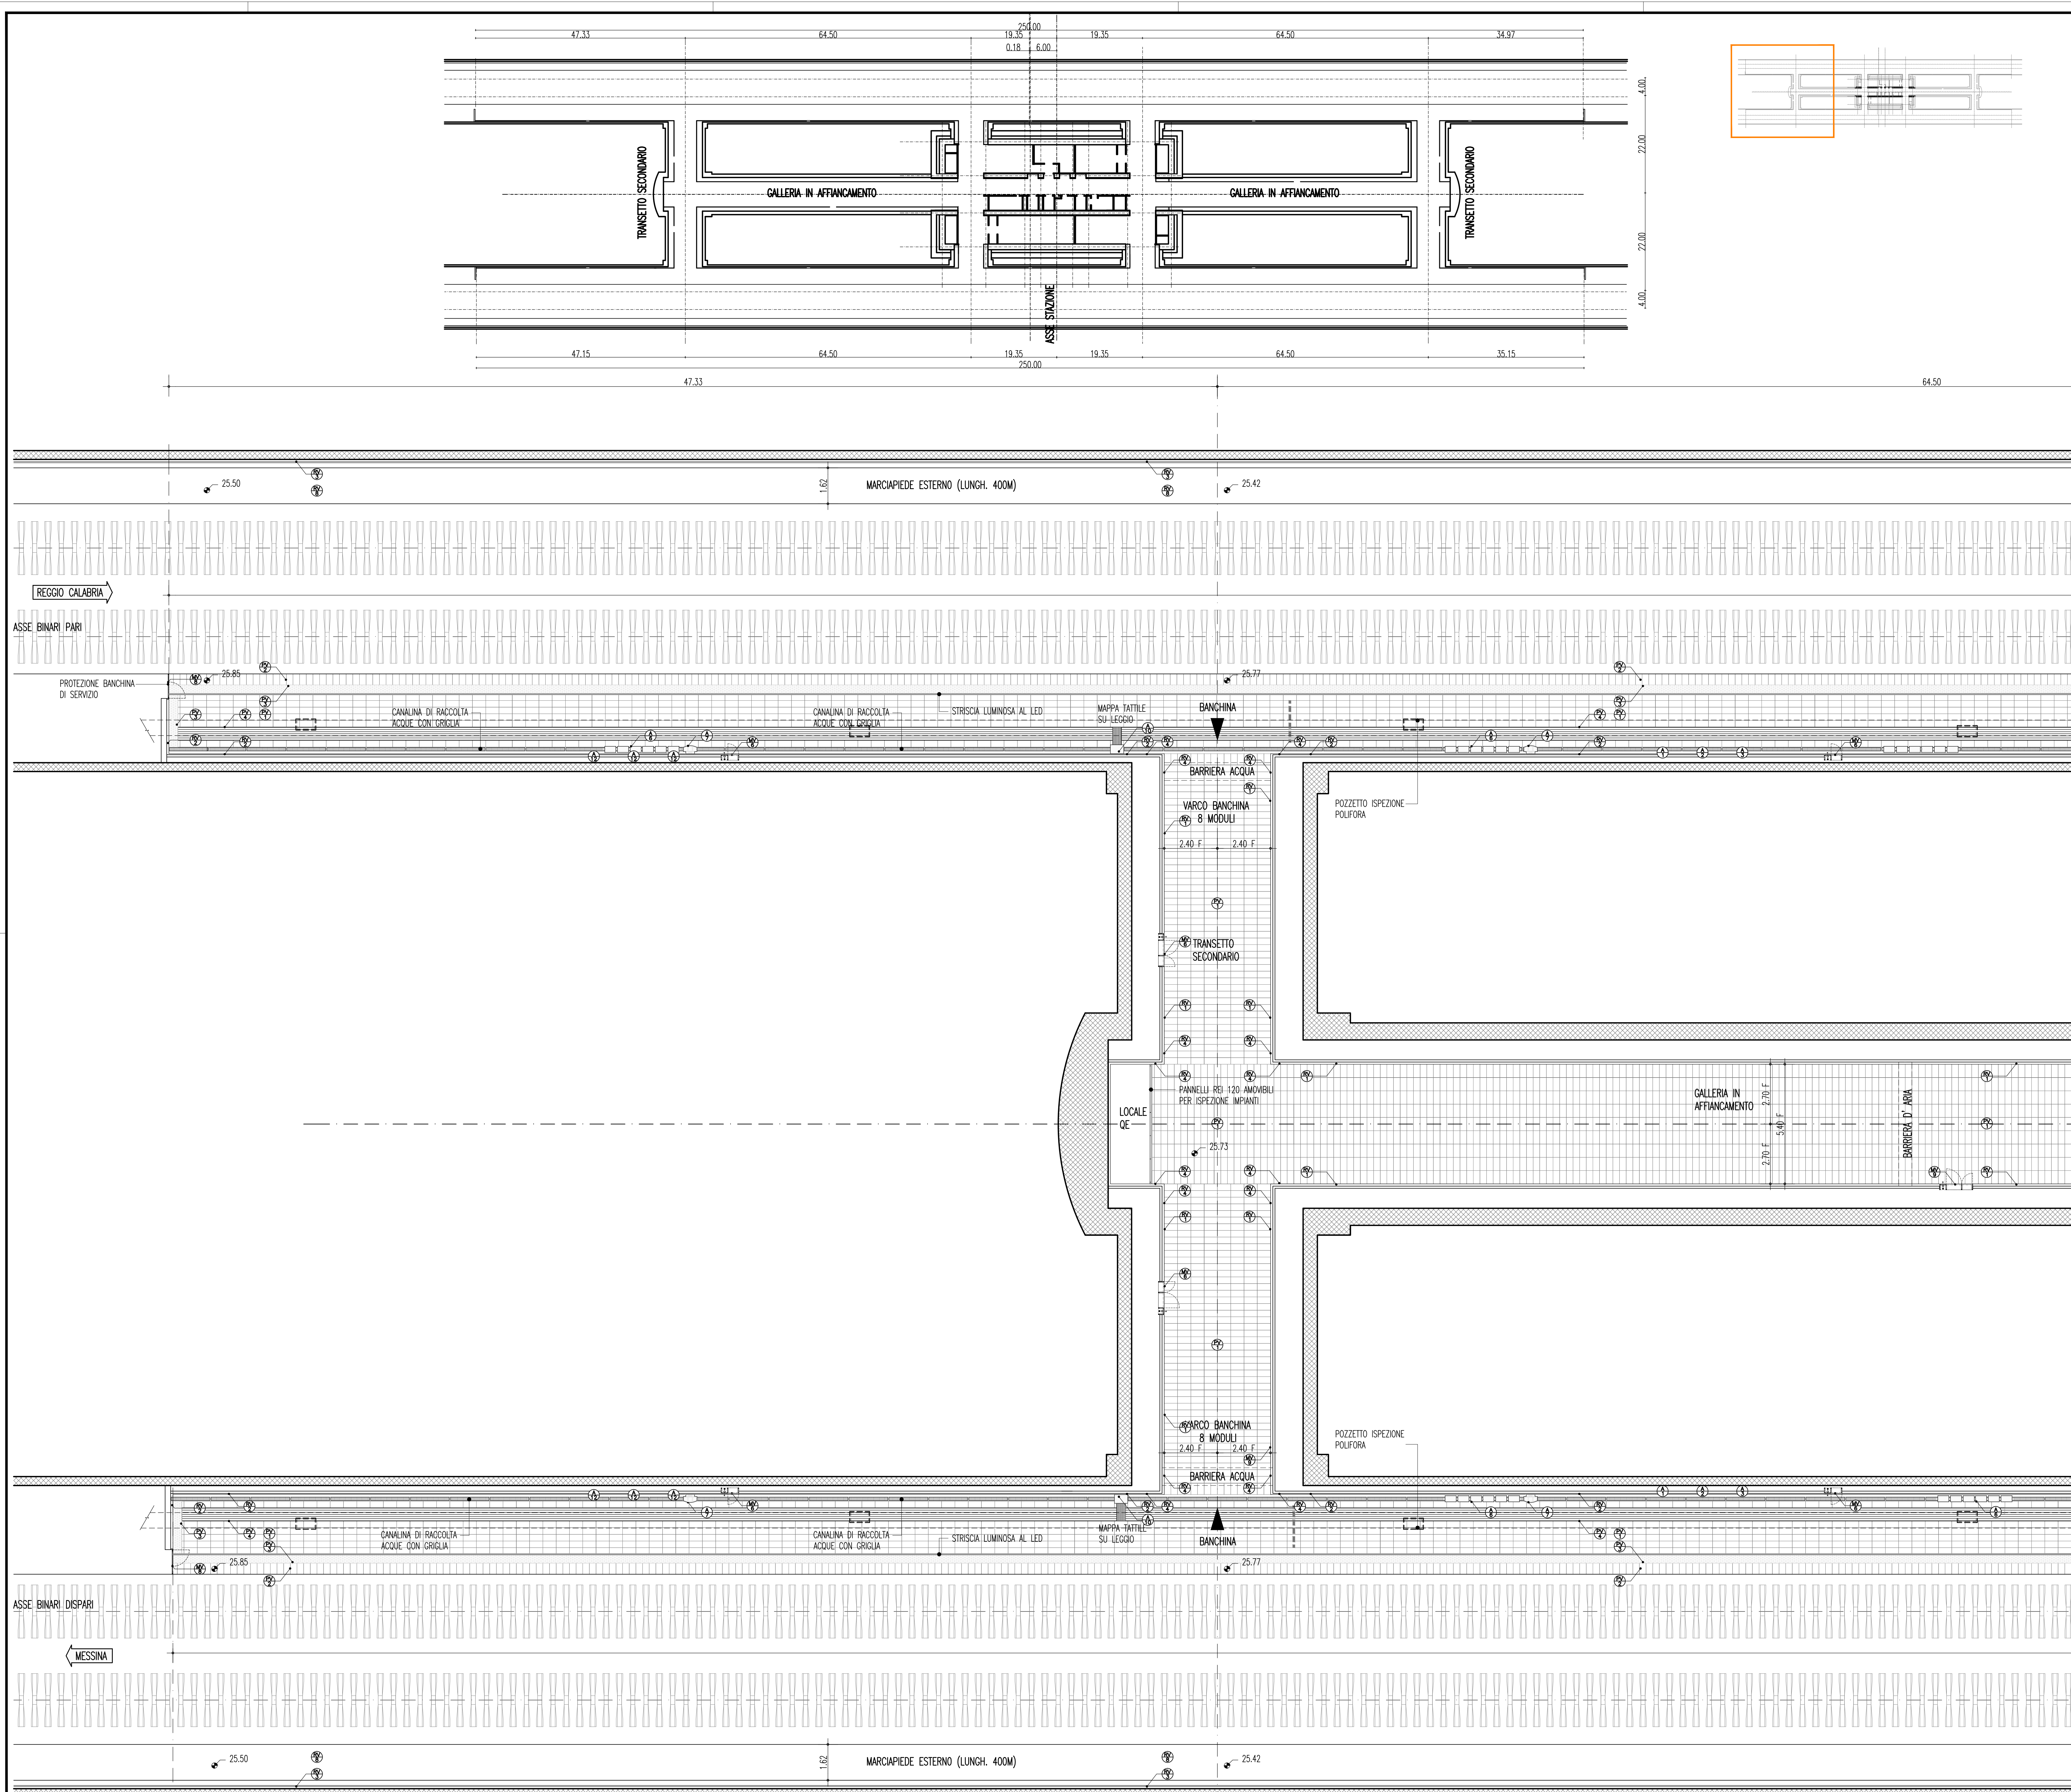 250.00
47.33 64.50 19.35 19.35 64.50 34.97
0.18 6.00
4.00
22.00
22.00
4.00
TRANSETTO SECONDARIO
GALLERIA IN AFFIANCAMENTO
GALLERIA IN AFFIANCAMENTO
TRANSETTO SECONDARIO
ASSE STAZIONE
47.15 64.50 19.35 19.35 64.50 35.15
250.00
47.33 64.50
25.50
1.62
MARCIAPIEDE ESTERNO (LUNGH. 400M)
25.42
REGGIO CALABRIA
ASSE BINARI PARI
PROTEZIONE BANCHINA
DI SERVIZIO
25.85
25.77
CANALINA DI RACCOLTA
ACQUE CON GRIGLIA
CANALINA DI RACCOLTA
ACQUE CON GRIGLIA
STRISCIA LUMINOSA AL LED
MAPPA TATTILE
SU LEGGIO
BANCHINA
BARRIERA ACQUA
VARCO BANCHINA
8 MODULI
2.40 F 2.40 F
POZZETTO ISPEZIONE
POLIFORA
TRANSETTO
SECONDARIO
PANNELLI REI 120 AMOVIBILI
PER ISPEZIONE IMPIANTI
LOCALE
QE
25.73
GALLERIA IN
AFFIANCAMENTO
2.70 F
5.40 F
2.70 F
BARRIERA D' ARIA
VARCO BANCHINA
8 MODULI
2.40 F 2.40 F
BARRIERA ACQUA
POZZETTO ISPEZIONE
POLIFORA
CANALINA DI RACCOLTA
ACQUE CON GRIGLIA
CANALINA DI RACCOLTA
ACQUE CON GRIGLIA
STRISCIA LUMINOSA AL LED
MAPPA TATTILE
SU LEGGIO
BANCHINA
25.85
25.77
ASSE BINARI DISPARI
MESSINA
25.50
1.62
MARCIAPIEDE ESTERNO (LUNGH. 400M)
25.42